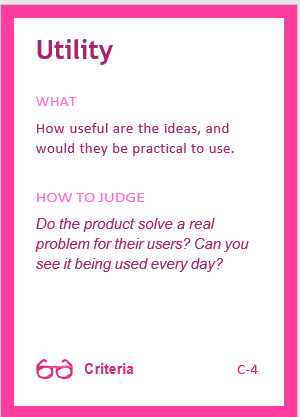 Utility
WHAT
How useful are the ideas, and
would they be practical to use.
HOW TO JUDGE
Do the product solve a real
problem for their users? Can you
see it being used every day?
Criteria
C-4